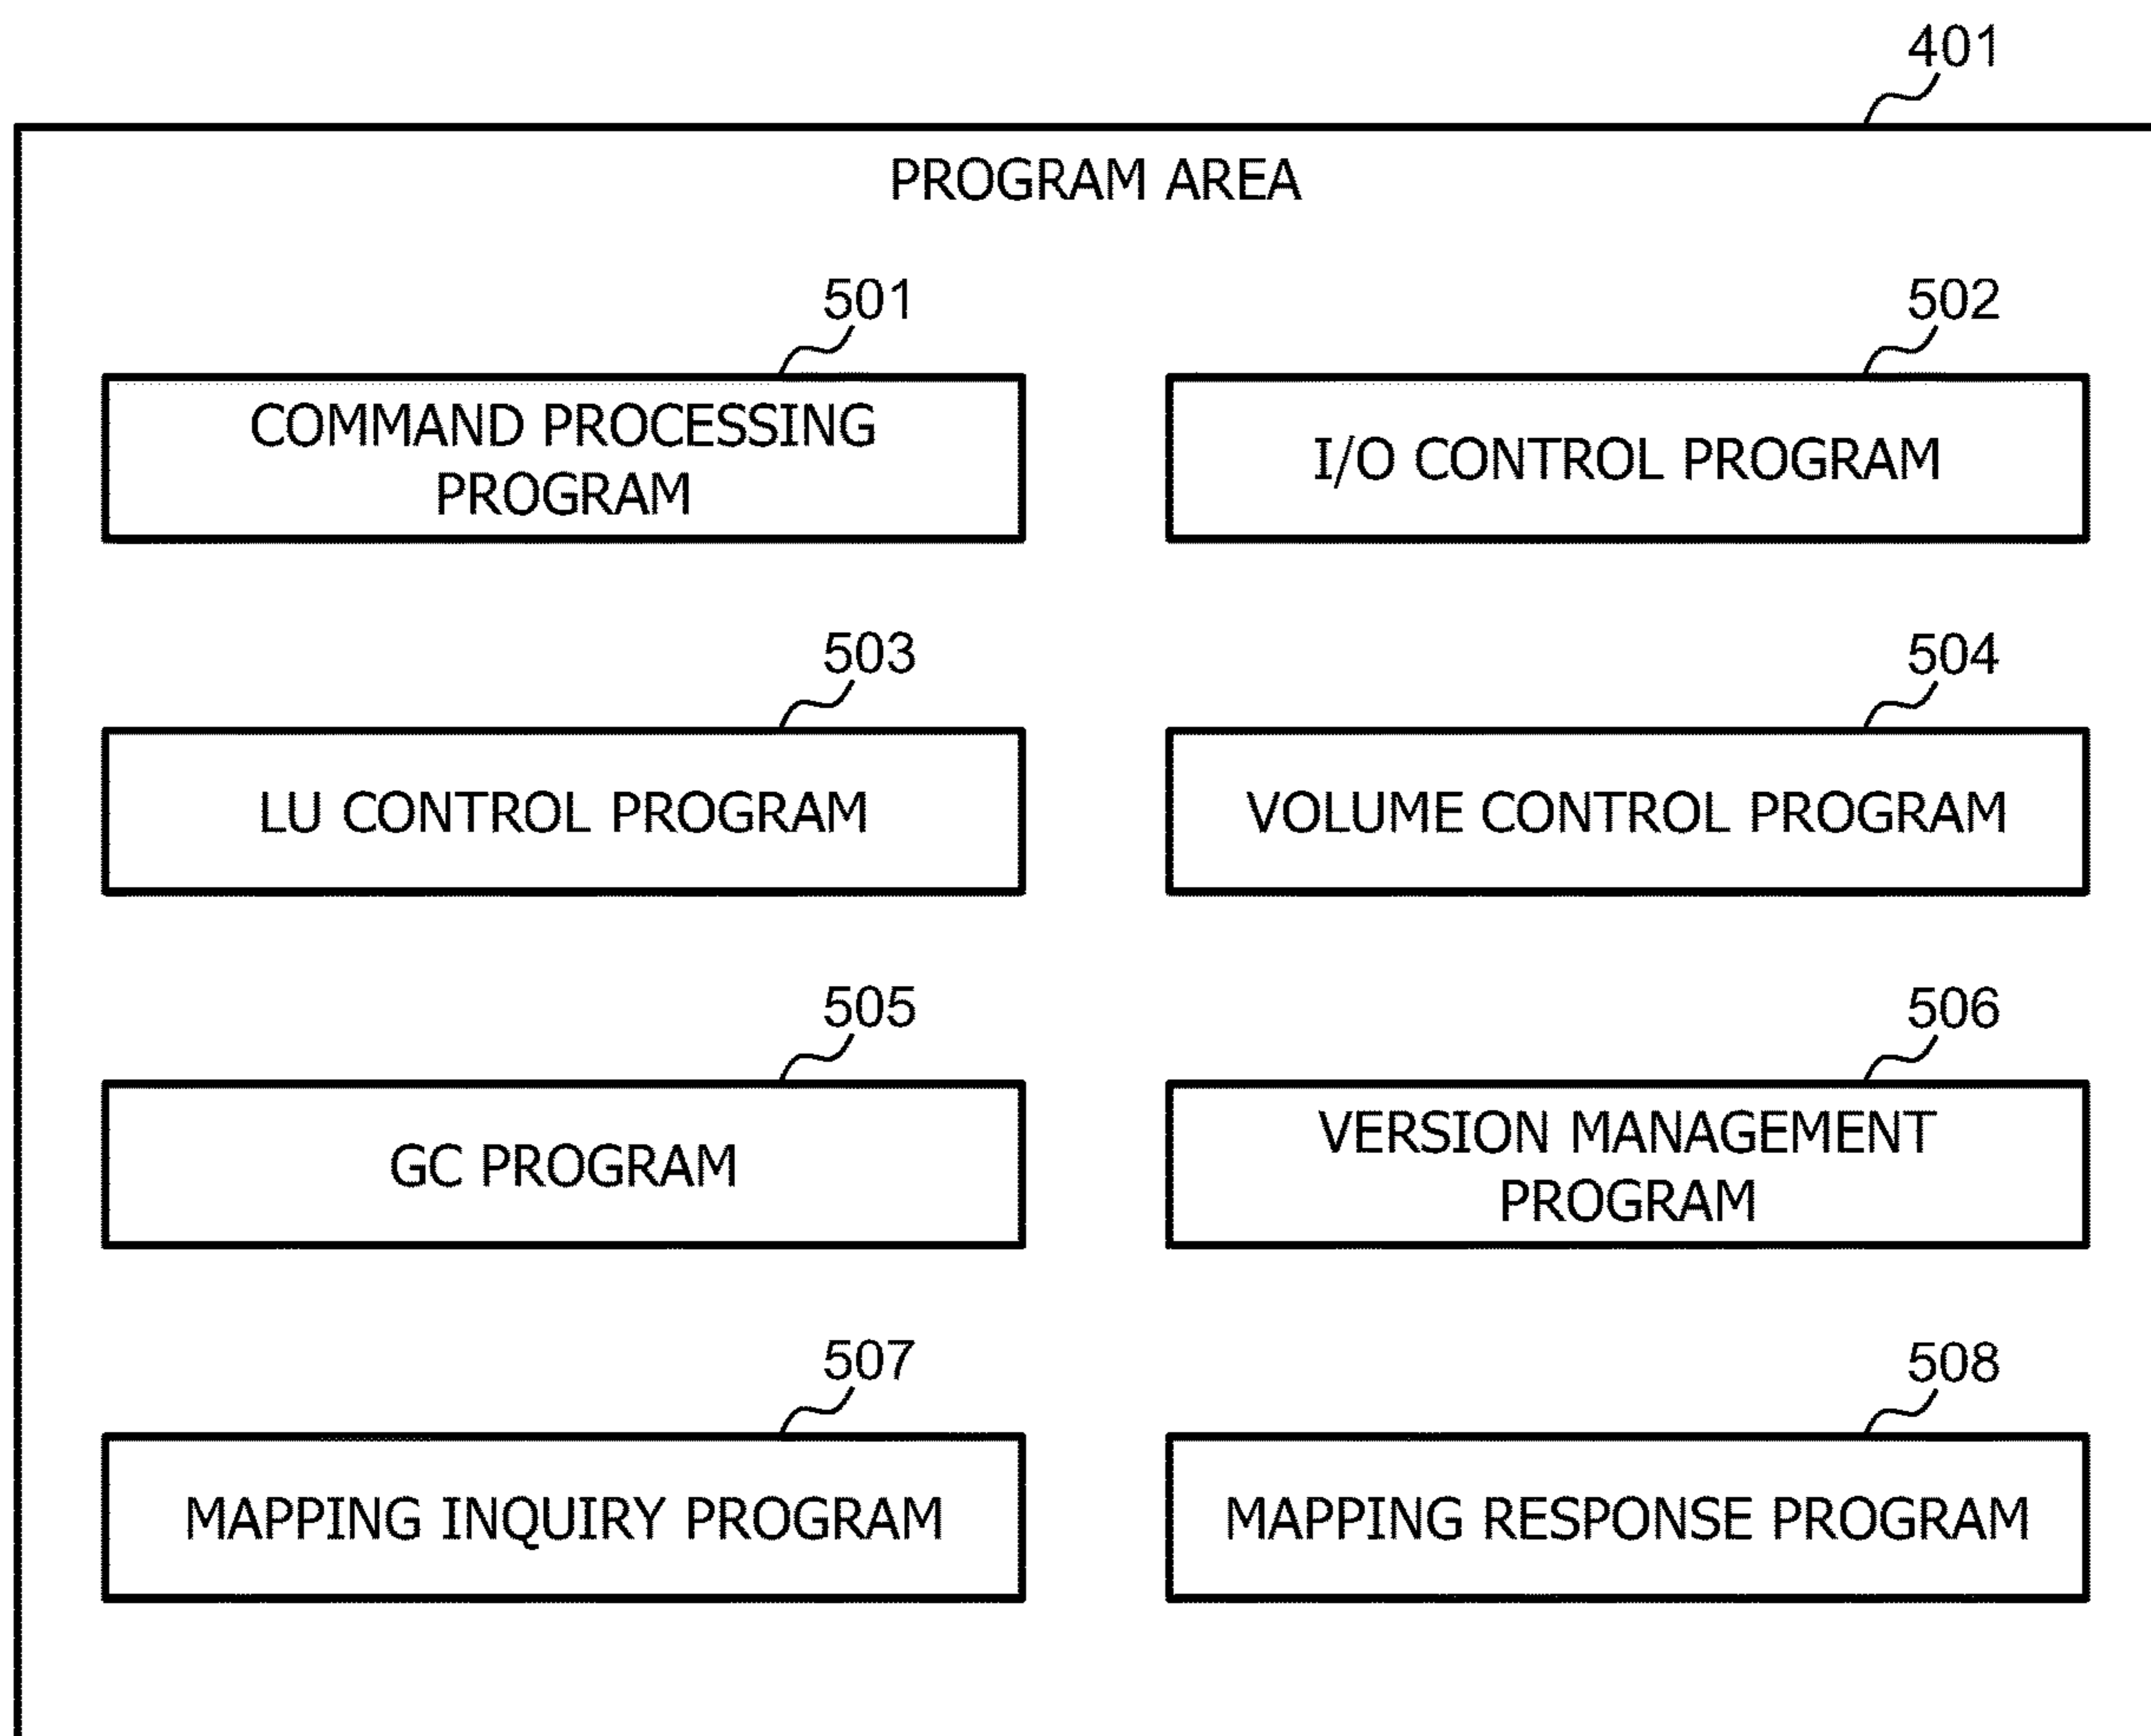 401
PROGRAM AREA
501
502
COMMAND PROCESSING
PROGRAM
I/O CONTROL PROGRAM
503
504
LU CONTROL PROGRAM
VOLUME CONTROL PROGRAM
505
506
GC PROGRAM
VERSION MANAGEMENT
PROGRAM
507
508
MAPPING INQUIRY PROGRAM
MAPPING RESPONSE PROGRAM